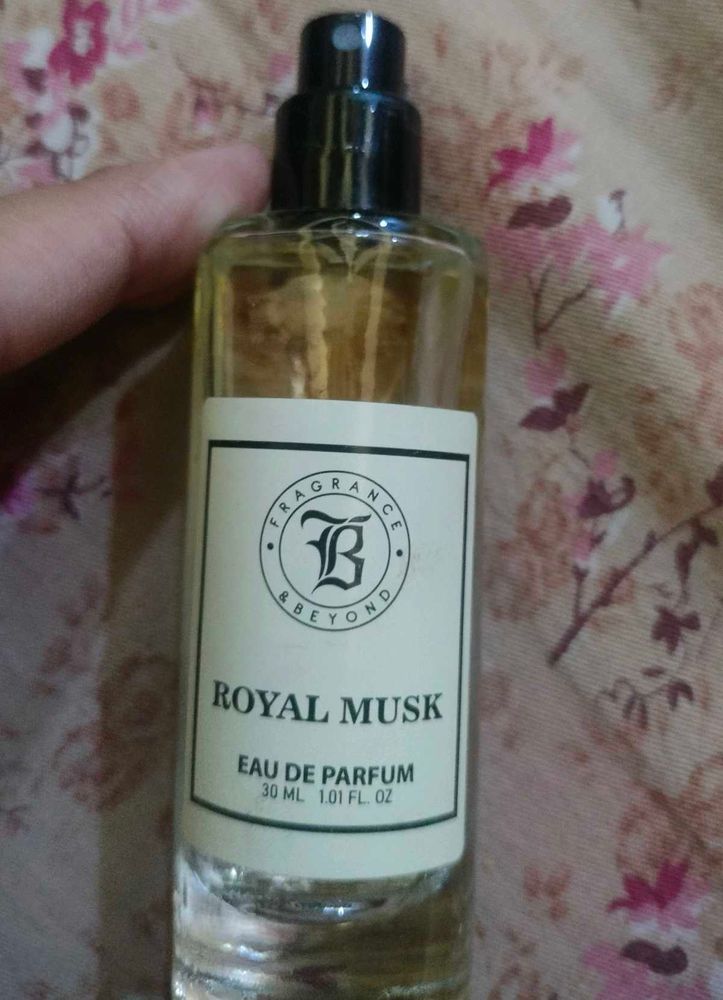 FRAGRANCE
& BEYOND
ROYAL MUSK
EAU DE PARFUM
30 ML 1.01 FL. OZ